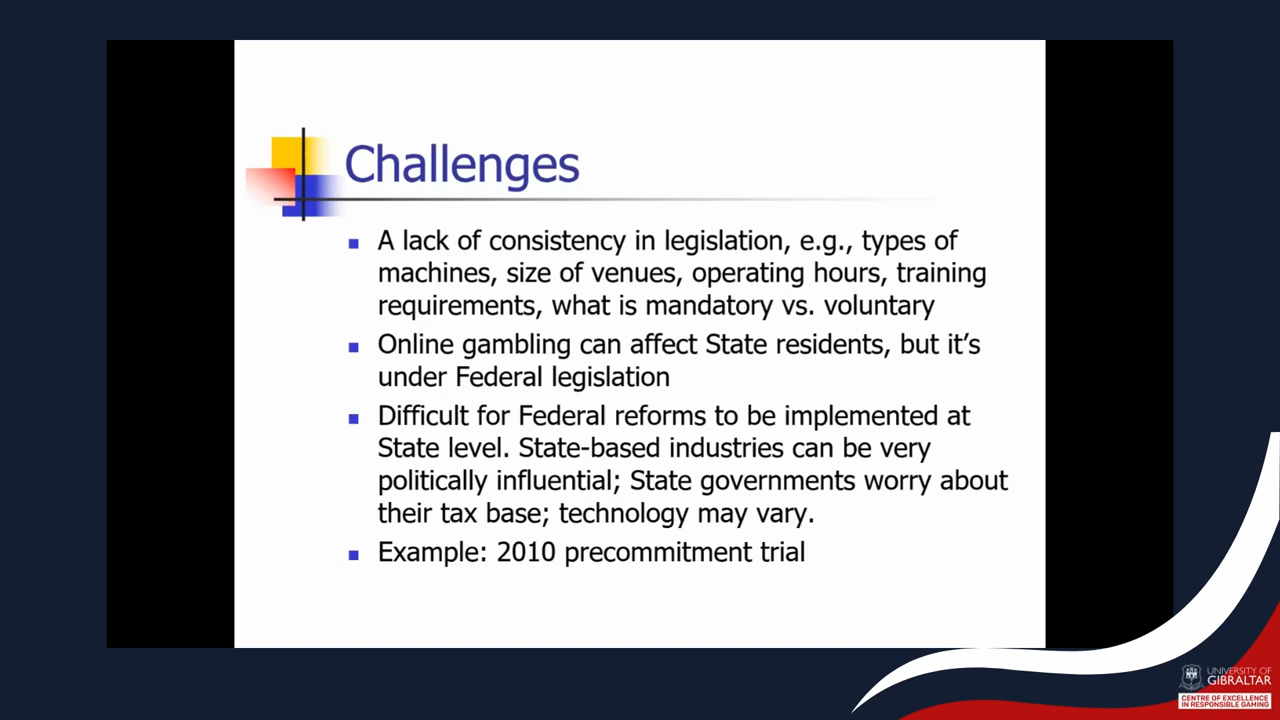 Challenges
A lack of consistency in legislation, e.g., types of
machines, size of venues, operating hours, training
requirements, what is mandatory vs. voluntary
Online gambling can affect State residents, but it’s
under Federal legislation
Difficult for Federal reforms to be implemented at
State level. State-based industries can be very
politically influential; State governments worry about
their tax base; technology may vary.
Example: 2010 precommitment trial
UNIVERSITY OF
GIBRALTAR
CENTRE OF EXCELLENCE
IN RESPONSIBLE GAMING